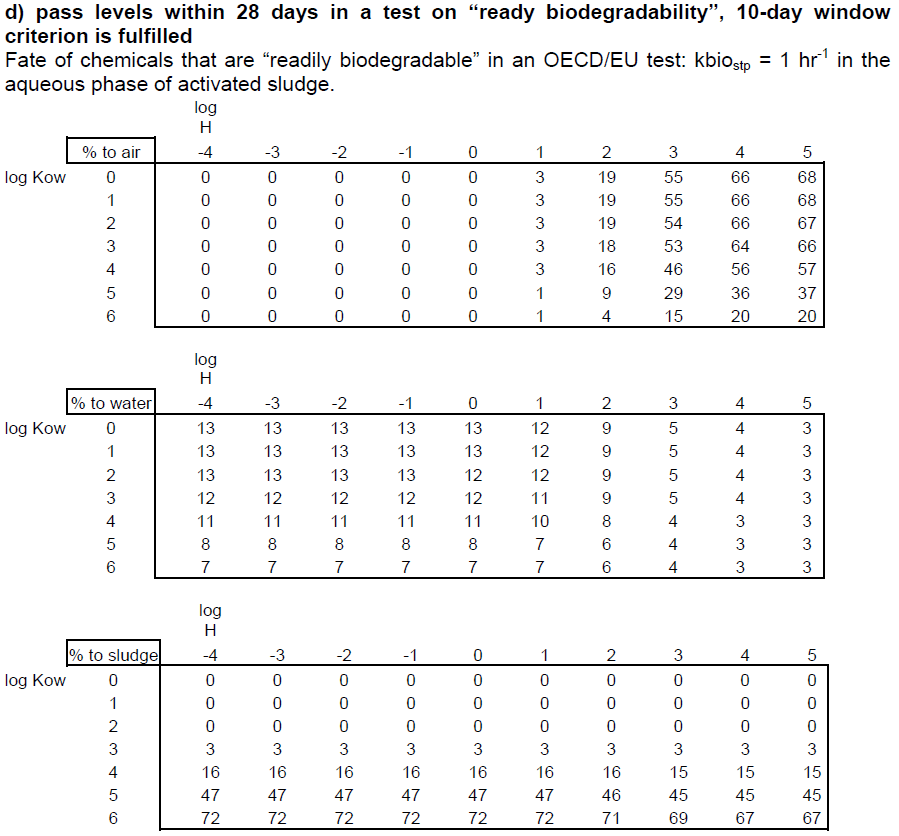 d) pass levels within 28 days in a test on “ready biodegradability”, 10-day window
criterion is fulfilled
Fate of chemicals that are “readily biodegradable” in an OECD/EU test: kbiostp = 1 hr-1 in the
aqueous phase of activated sludge.
log
H
% to air -4 -3 -2 -1 0 1 2 3 4 5
log Kow 0 0 0 0 0 0 3 19 55 66 68
1 0 0 0 0 0 3 19 55 66 68
2 0 0 0 0 0 3 19 54 66 67
3 0 0 0 0 0 3 18 53 64 66
4 0 0 0 0 0 3 16 46 56 57
5 0 0 0 0 0 1 9 29 36 37
6 0 0 0 0 0 1 4 15 20 20
log
H
% to water -4 -3 -2 -1 0 1 2 3 4 5
log Kow 0 13 13 13 13 13 12 9 5 4 3
1 13 13 13 13 13 12 9 5 4 3
2 13 13 13 13 12 12 9 5 4 3
3 12 12 12 12 12 11 9 5 4 3
4 11 11 11 11 11 10 8 4 3 3
5 8 8 8 8 8 7 6 4 3 3
6 7 7 7 7 7 7 6 4 3 3
log
H
% to sludge -4 -3 -2 -1 0 1 2 3 4 5
log Kow 0 0 0 0 0 0 0 0 0 0 0
1 0 0 0 0 0 0 0 0 0 0
2 0 0 0 0 0 0 0 0 0 0
3 3 3 3 3 3 3 3 3 3 3
4 16 16 16 16 16 16 16 15 15 15
5 47 47 47 47 47 47 46 45 45 45
6 72 72 72 72 72 72 71 69 67 67